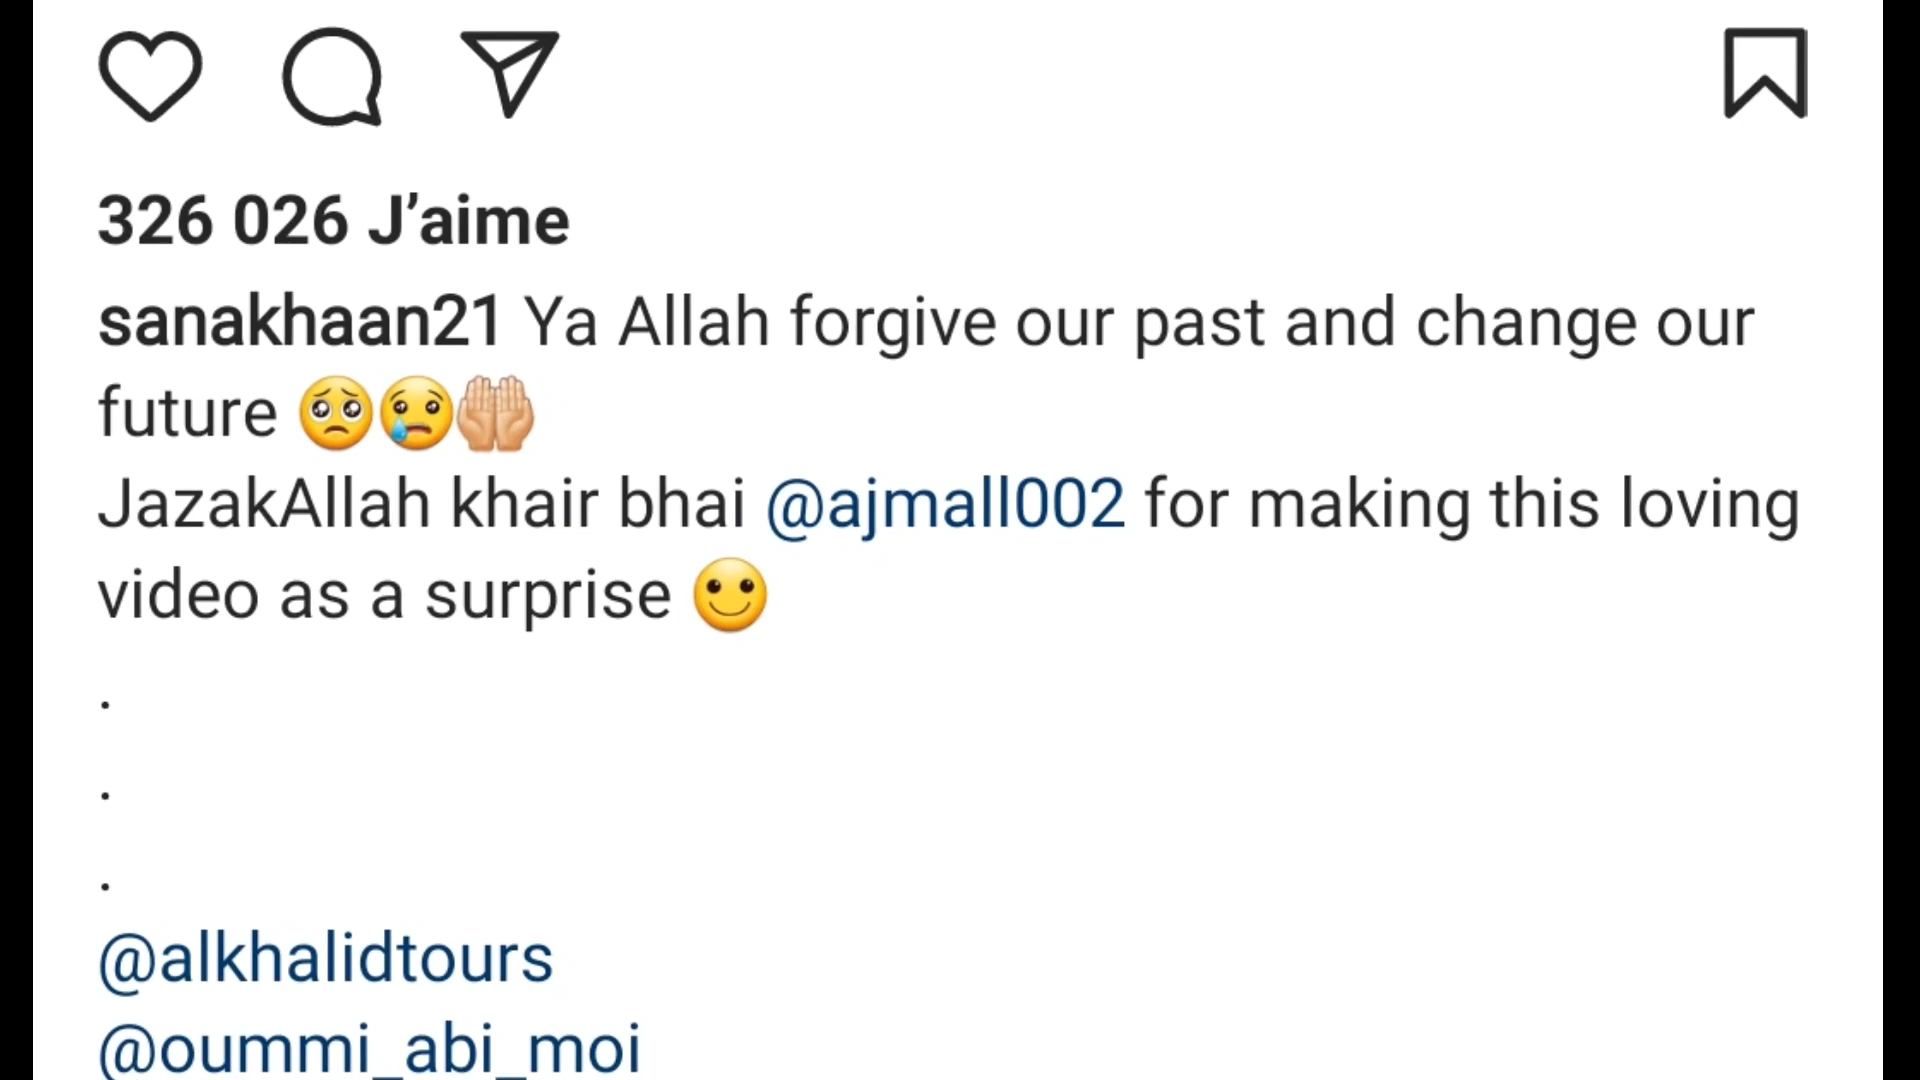 326 026 J’aime
sanakhaan21 Ya Allah forgive our past and change our
future 🥺😢🤲🏼
JazakAllah khair bhai @ajmall002 for making this loving
video as a surprise 🙂
.
.
.
@alkhalidtours
@oummi_abi_moi